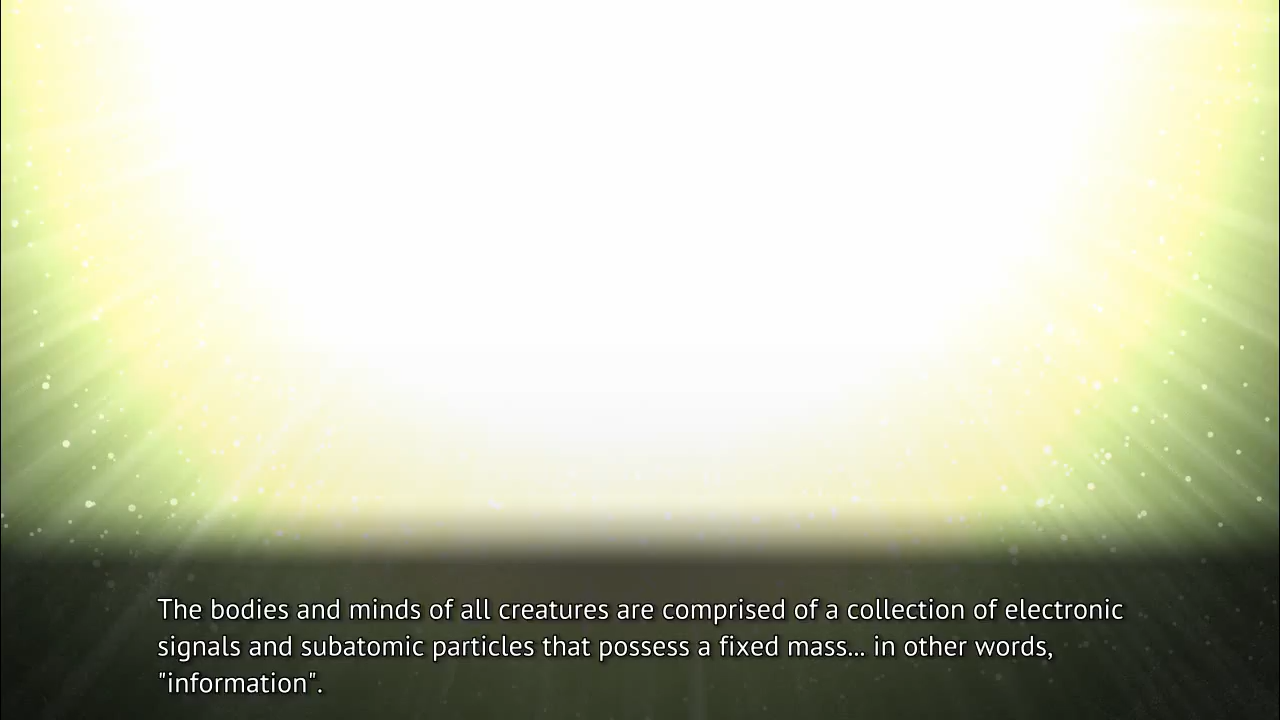 The bodies and minds of all creatures are comprised of a collection of electronic
signals and subatomic particles that possess a fixed mass... in other words,
"information".